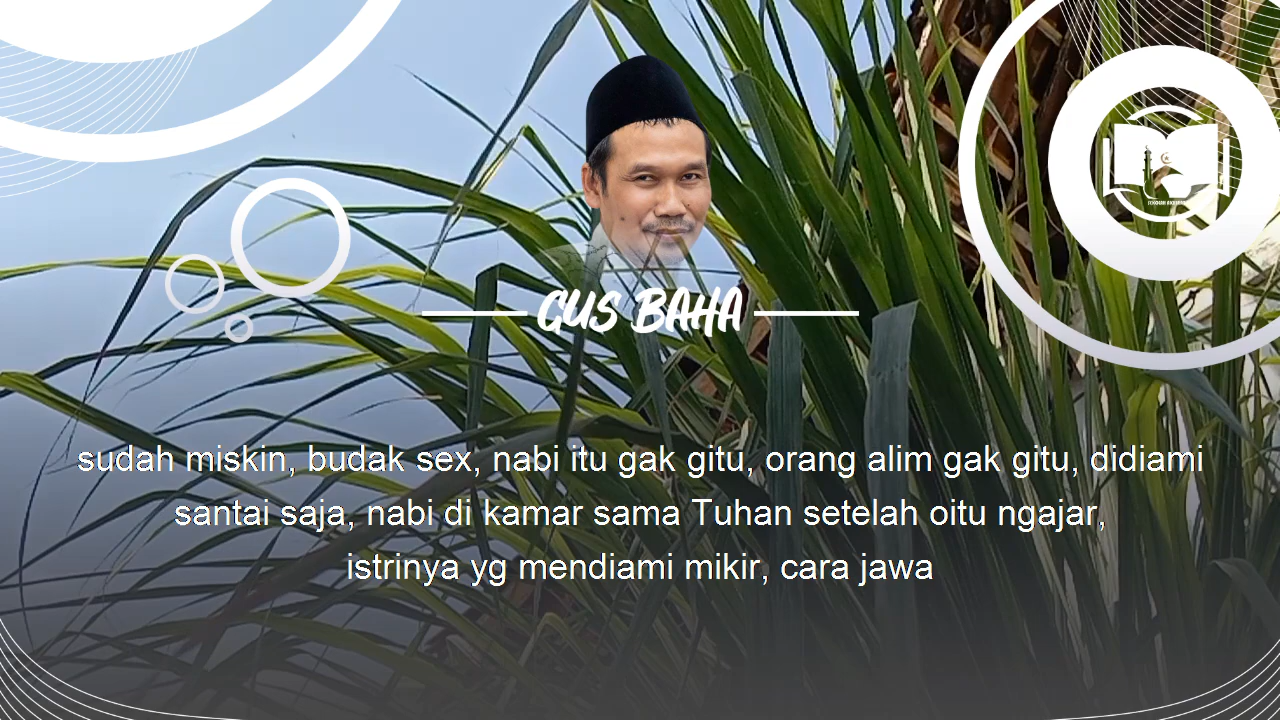 GUS BAHA
sudah miskin, budak sex, nabi itu gak gitu, orang alim gak gitu, didiami
santai saja, nabi di kamar sama Tuhan setelah oitu ngajar,
istrinya yg mendiami mikir, cara jawa